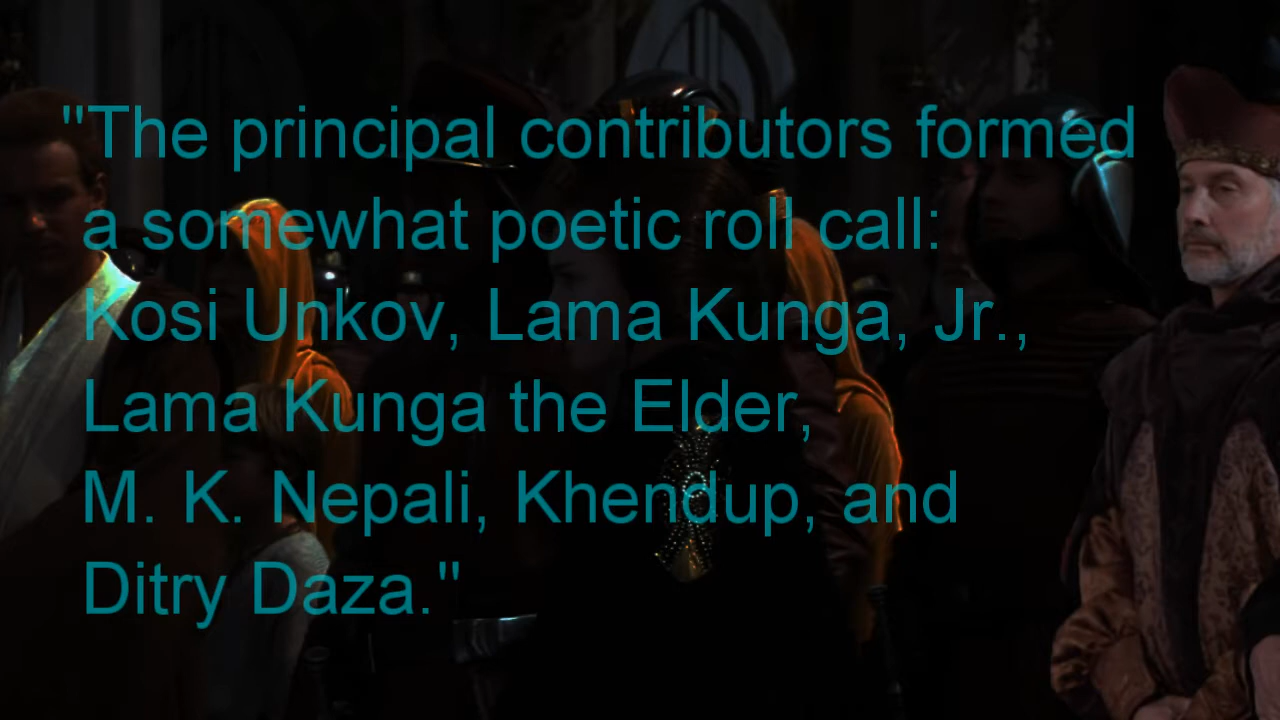 "The principal contributors formed
a somewhat poetic roll call:
Kosi Unkov, Lama Kunga, Jr.,
Lama Kunga the Elder,
M. K. Nepali, Khendup, and
Ditry Daza."